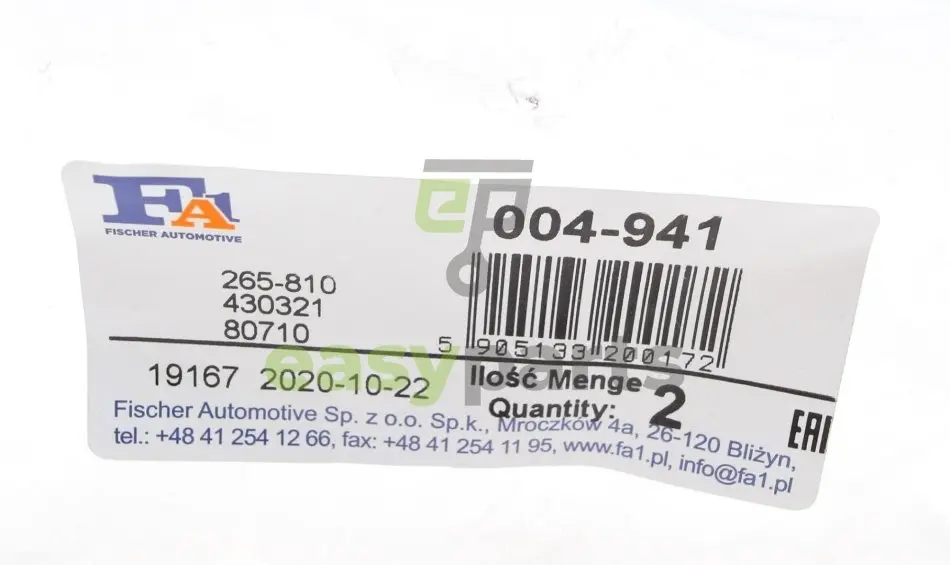 FA1
FISCHER AUTOMOTIVE
eP
004-941
265-810
430321
80710
5 905133 200172
easyparts
19167 2020-10-22
Ilość Menge
Quantity: 2
Fischer Automotive Sp. z o.o. Sp.k., Mroczków 4a, 26-120 Bliżyn,
tel.: +48 41 254 12 66, fax: +48 41 254 11 95, www.fa1.pl, info@fa1.pl
EAC